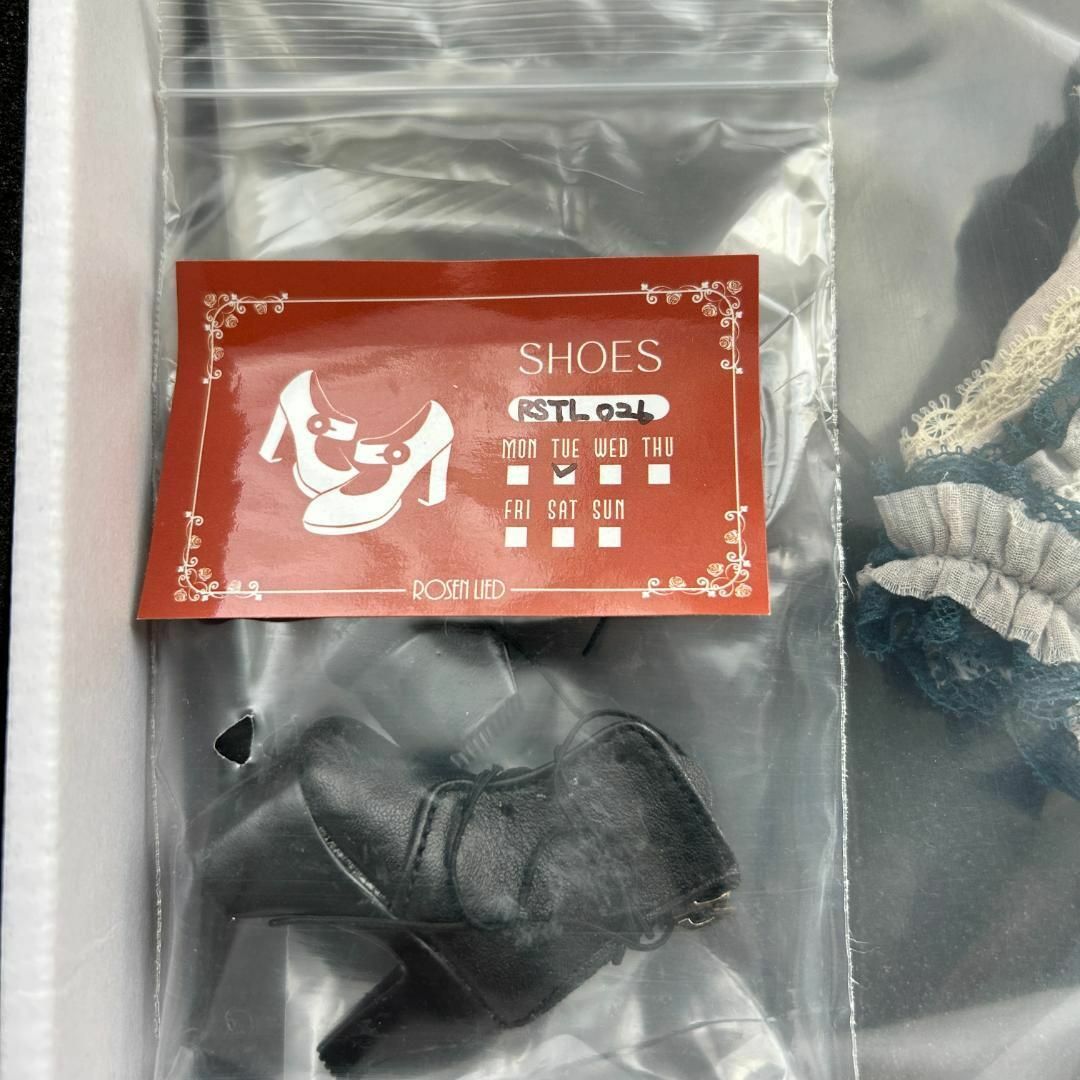 SHOES
RSTL 026
MON TUE WED THU
FRI SAT SUN
ROSEN LIED